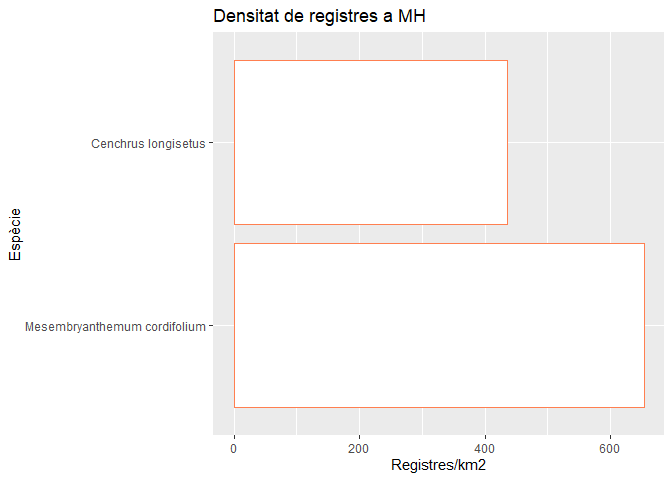 Densitat de registres a MH
Cenchrus longisetus
Mesembryanthemum cordifolium
Espècie
0 200 400 600
Registres/km2